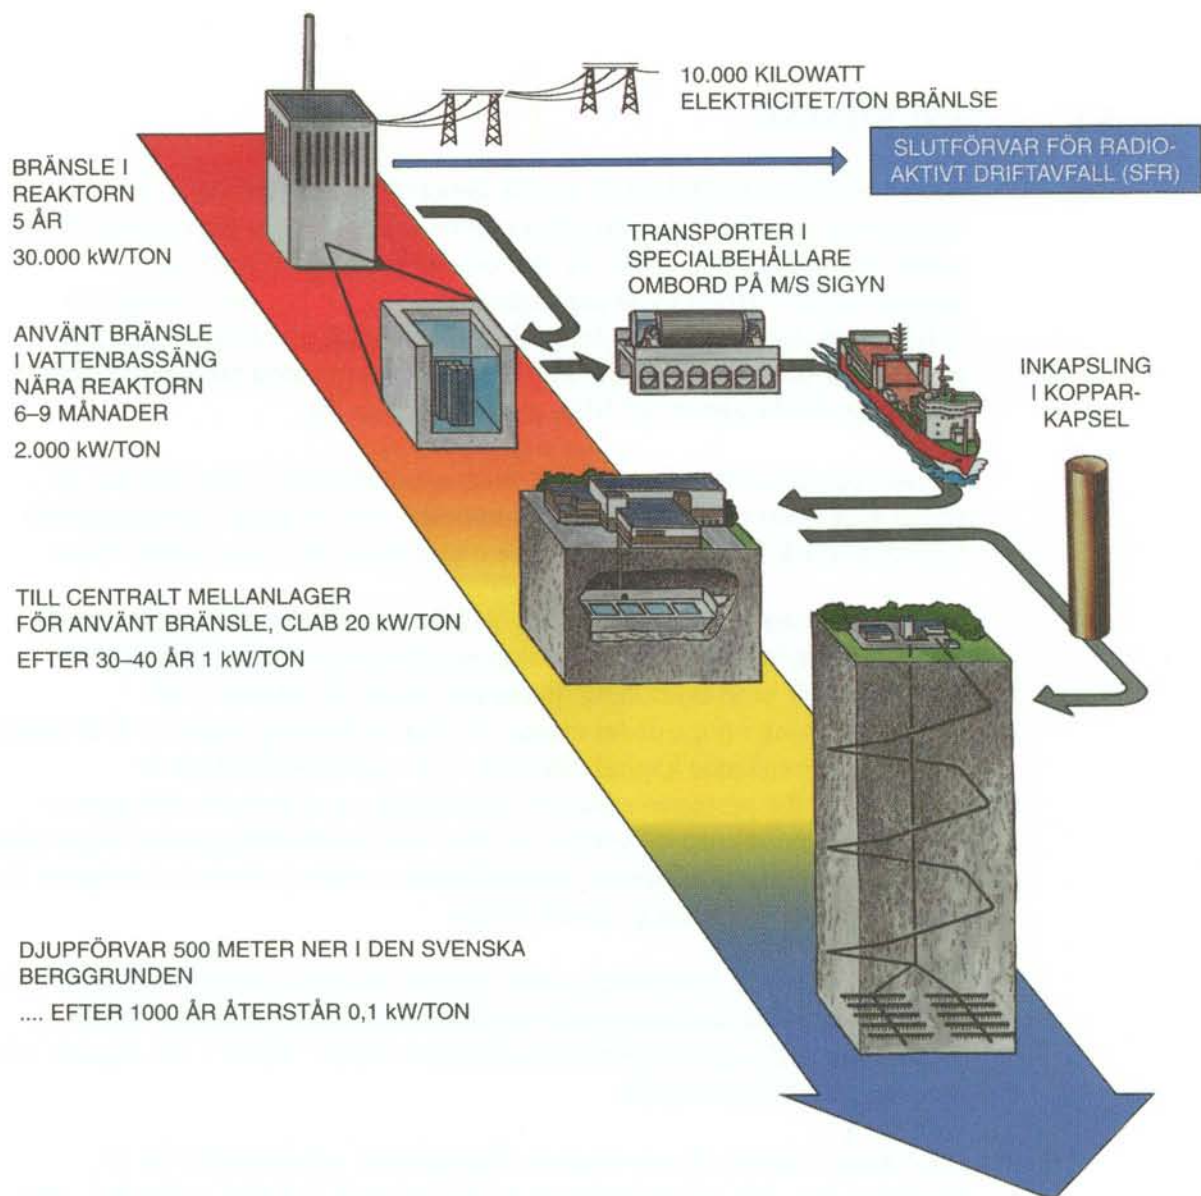 10.000 KILOWATT
ELEKTRICITET/TON BRÄNLSE
SLUTFÖRVAR FÖR RADIO-
AKTIVT DRIFTAVFALL (SFR)
BRÄNSLE I
REAKTORN
5 ÅR
30.000 kW/TON
TRANSPORTER I
SPECIALBEHÅLLARE
OMBORD PÅ M/S SIGYN
ANVÄNT BRÄNSLE
I VATTENBASSÄNG
NÄRA REAKTORN
6–9 MÅNADER
2.000 kW/TON
INKAPSLING
I KOPPAR-
KAPSEL
TILL CENTRALT MELLANLAGER
FÖR ANVÄNT BRÄNSLE, CLAB 20 kW/TON
EFTER 30–40 ÅR 1 kW/TON
DJUPFÖRVAR 500 METER NER I DEN SVENSKA
BERGGRUNDEN
.... EFTER 1000 ÅR ÅTERSTÅR 0,1 kW/TON